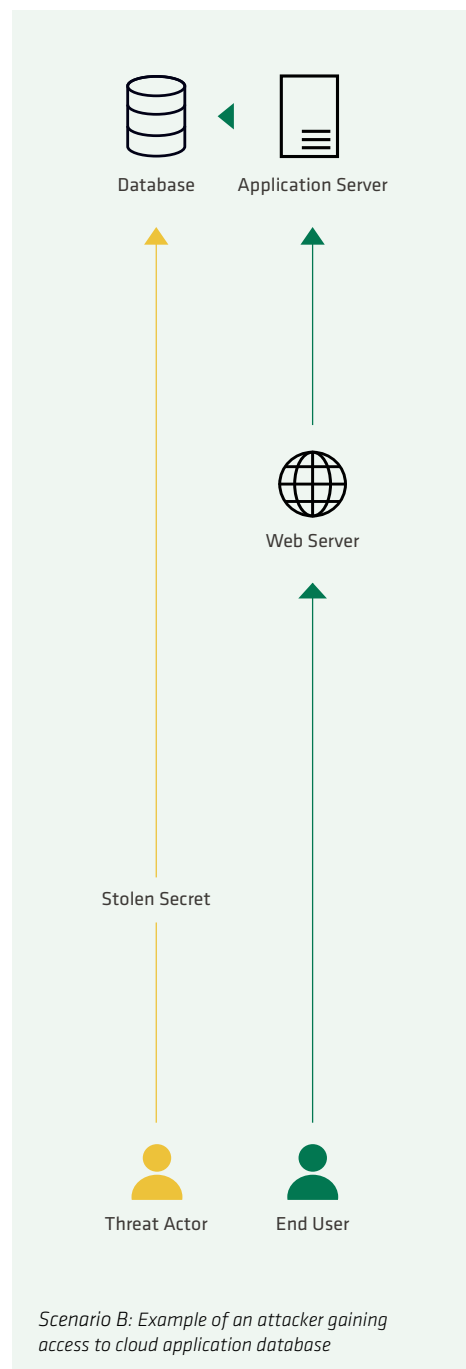 Database
Application Server
Web Server
Stolen Secret
Threat Actor
End User
Scenario B: Example of an attacker gaining
access to cloud application database